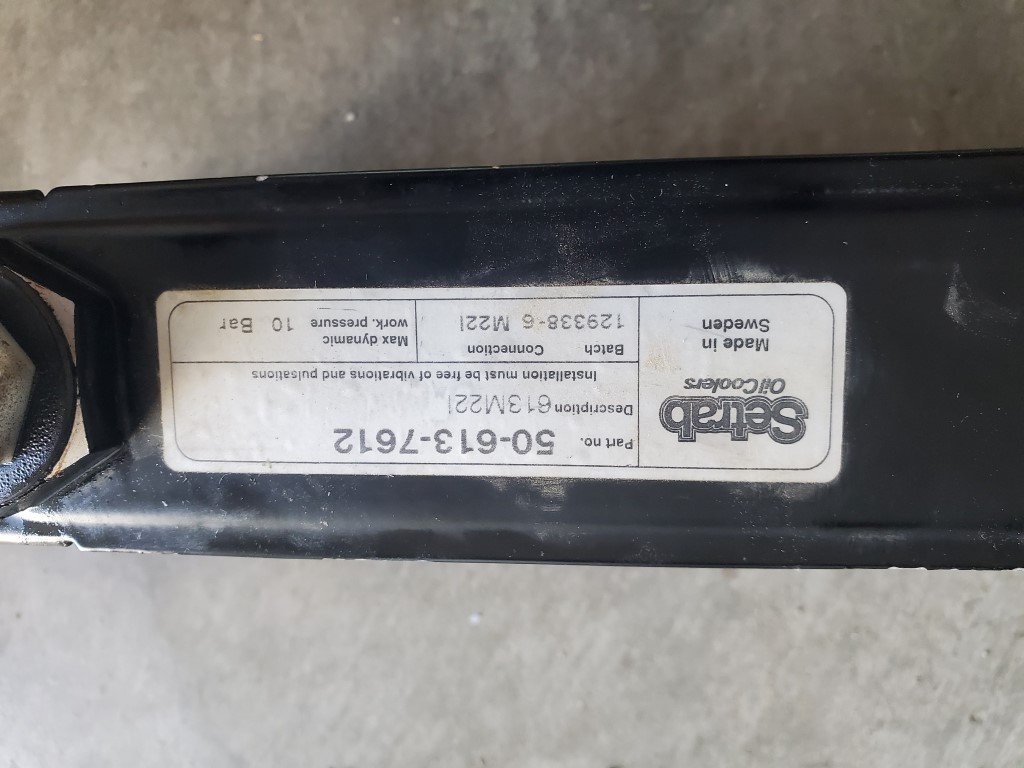 Setrab
Oil Coolers
Made in
Sweden
Part no. 50-613-7612
Description 613M22I
Installation must be free of vibrations and pulsations
Batch Connection
129338-6 M22I
Max dynamic
work. pressure 10 Bar